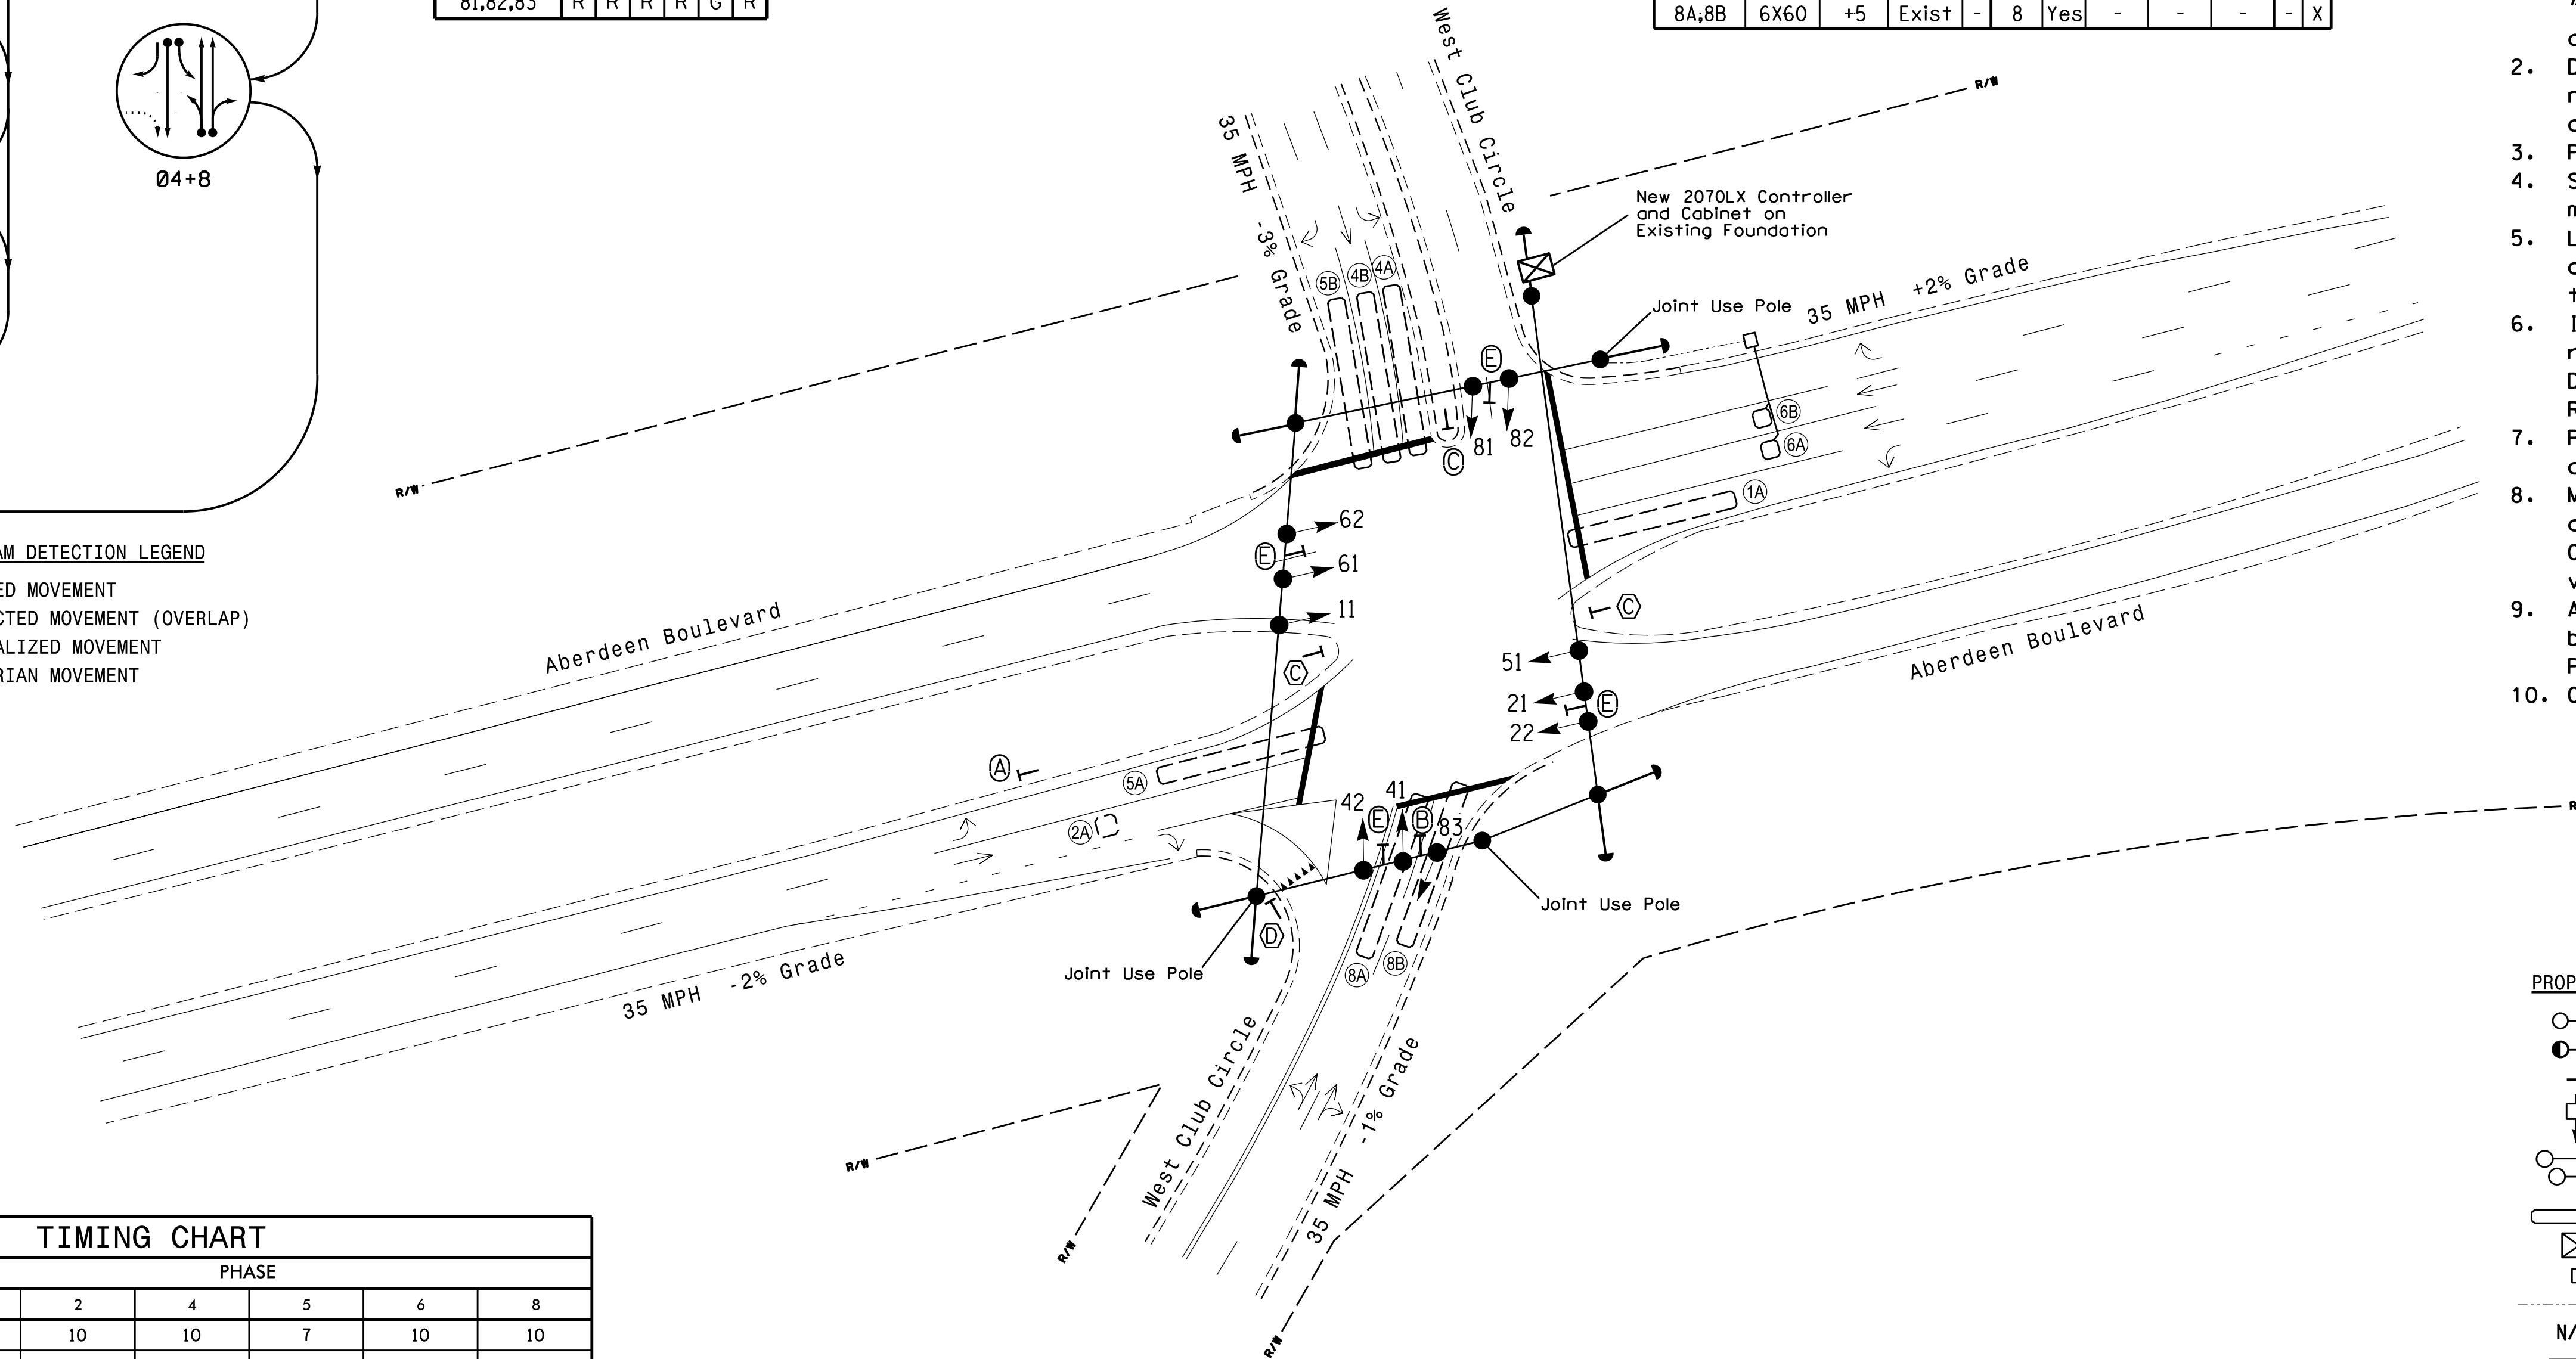 81,82,83 R R R R G R
8A;8B 6X60 +5 Exist - 8 Yes - - - - X
Ø4+8
AM DETECTION LEGEND
ED MOVEMENT
CTED MOVEMENT (OVERLAP)
ALIZED MOVEMENT
RIAN MOVEMENT
West Club Circle
35 MPH -3% Grade
R/W
New 2070LX Controller
and Cabinet on
Existing Foundation
Joint Use Pole
35 MPH +2% Grade
5B
4B
4A
E
81
82
C
6B
6A
1A
R/W
62
E
61
11
C
C
51
21
E
22
Aberdeen Boulevard
Aberdeen Boulevard
A
5A
2A
42
41
E
B
83
D
8A
8B
Joint Use Pole
Joint Use Pole
35 MPH -2% Grade
West Club Circle
35 MPH -1% Grade
R/W
R/W
R/W
2.
3.
4.
5.
6.
7.
8.
9.
10.
PROP
N/
TIMING CHART
PHASE
2 4 5 6 8
10 10 7 10 10